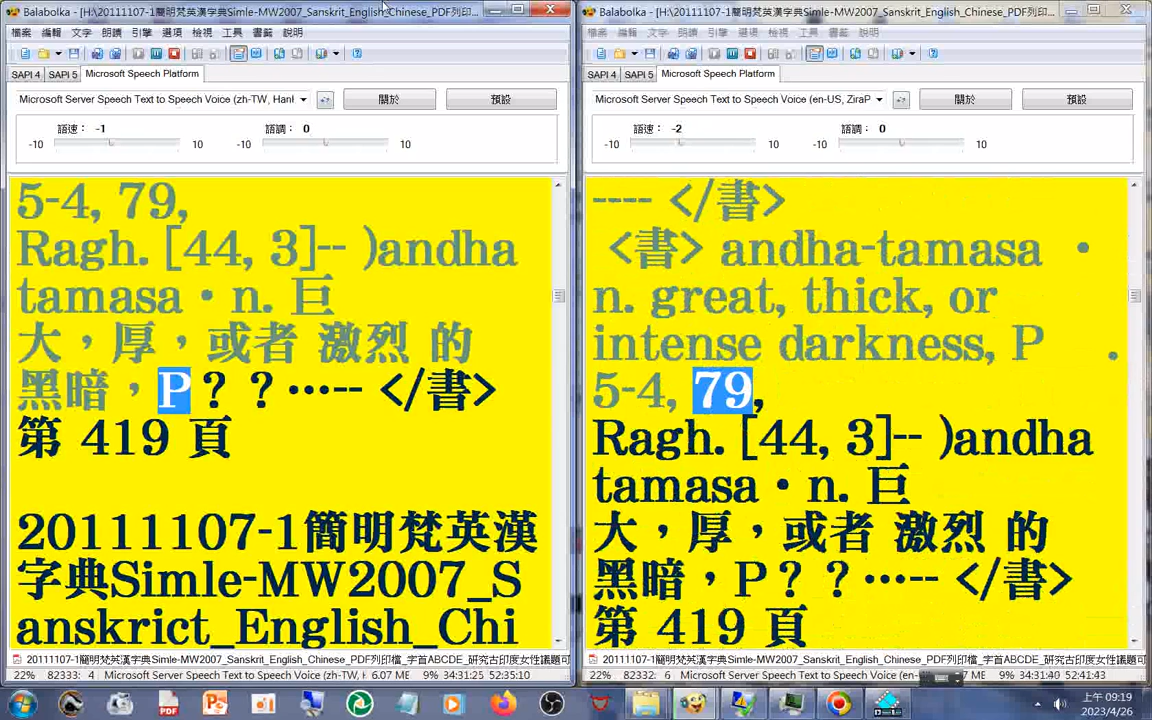 Balabolka - [H:\20111107-1簡明梵英漢字典Simle-MW2007_Sanskrit_English_Chinese_PDF列印...
檔案 編輯 文字 朗讀 引擎 選項 檢視 工具 書籤 說明
SAPI 4 SAPI 5 Microsoft Speech Platform
Microsoft Server Speech Text to Speech Voice (zh-TW, Hanl
關於 預設
語速： -1 語調： 0
-10 10 -10 10
5-4, 79,
Ragh. [44, 3]-- )andha
tamasa・n. 巨
大，厚，或者 激烈 的
黑暗，P？？…-- </書>
第 419 頁
20111107-1簡明梵英漢
字典Simle-MW2007_S
anskrict_English_Chi
20111107-1簡明梵英漢字典Simle-MW2007_Sanskrit_English_Chinese_PDF列印檔_字首ABCDE_研究古印度女性議題可
22% 82333: 4 Microsoft Server Speech Text to Speech Voice (zh-TW, H 6.07 MB 9% 34:31:25 52:35:10
Balabolka - [H:\20111107-1簡明梵英漢字典Simle-MW2007_Sanskrit_English_Chinese_PDF列印...
檔案 編輯 文字 朗讀 引擎 選項 檢視 工具 書籤 說明
SAPI 4 SAPI 5 Microsoft Speech Platform
Microsoft Server Speech Text to Speech Voice (en-US, ZiraP
關於 預設
語速： -2 語調： 0
-10 10 -10 10
---- </書>
<書> andha-tamasa ・
n. great, thick, or
intense darkness, P .
5-4, 79,
Ragh. [44, 3]-- )andha
tamasa・n. 巨
大，厚，或者 激烈 的
黑暗，P？？…-- </書>
第 419 頁
20111107-1簡明梵英漢字典Simle-MW2007_Sanskrit_English_Chinese_PDF列印檔_字首ABCDE_研究古印度女性議題可
22% 82332: 6 Microsoft Server Speech Text to Speech Voice (en-US, 9% 34:31:40 52:41:43
上午 09:19
2023/4/26